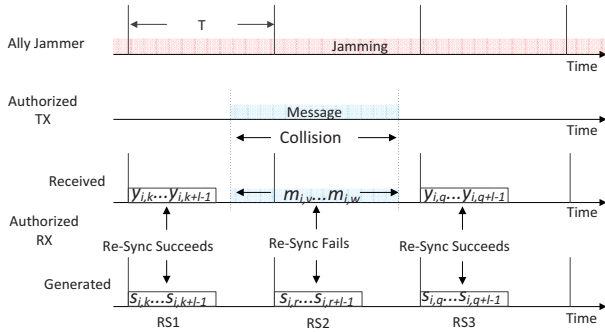 T
Ally Jammer
Jamming
Time
Authorized
TX
Message
Time
Collision
Received
y_{i,k}...y_{i,k+l-1}
m_{i,v}...m_{i,w}
y_{i,q}...y_{i,q+l-1}
Time
Authorized
RX
Re-Sync Succeeds
Re-Sync Fails
Re-Sync Succeeds
Generated
s_{i,k}...s_{i,k+l-1}
s_{i,r}...s_{i,r+l-1}
s_{i,q}...s_{i,q+l-1}
RS1
RS2
RS3
Time